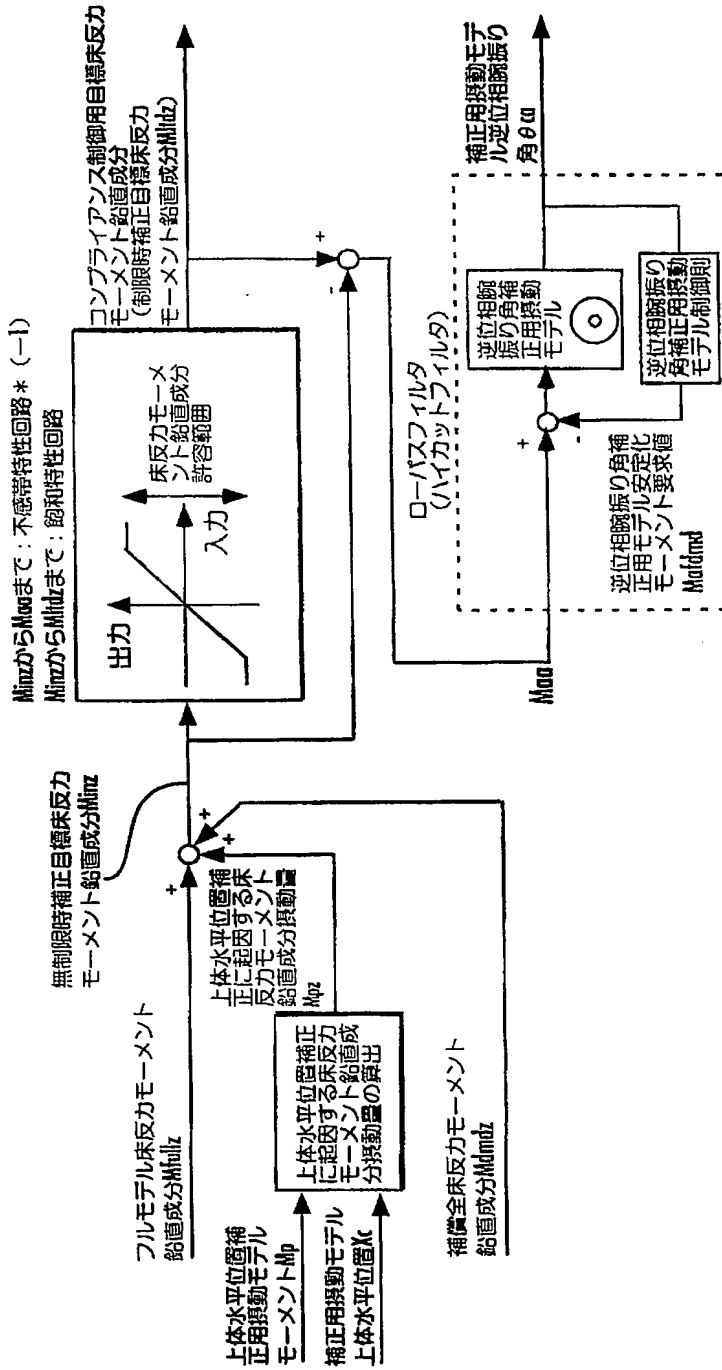 MinzからMaaまで：不感帯特性回路＊（−1）
MinzからMltdzまで：飽和特性回路
無制限時補正目標床反力
モーメント鉛直成分Minz
出力
入力
床反力モーメ
ント鉛直成分
許容範囲
コンプライアンス制御用目標床反力
モーメント鉛直成分
（制限時補正目標床反力
モーメント鉛直成分Mltdz）
フルモデル床反力モーメント
鉛直成分Mfullz
+
+
+
上体水平位置補
正に起因する床
反力モーメント
鉛直成分摂動量
Mpz
上体水平位置補
正用摂動モデル
モーメントMp
補正用摂動モデル
上体水平位置Xc
上体水平位置補正
に起因する床反力
モーメント鉛直成
分摂動量の算出
補償全床反力モーメント
鉛直成分Mdmdz
+
-
Maa
ローパスフィルタ
（ハイカットフィルタ）
+
-
逆位相腕
振り角補
正用摂動
モデル
逆位相腕振り
角補正用摂動
モデル制御則
逆位相腕振り角補
正用モデル安定化
モーメント要求値
Mafdmd
補正用摂動モデ
ル逆位相腕振り
角θca